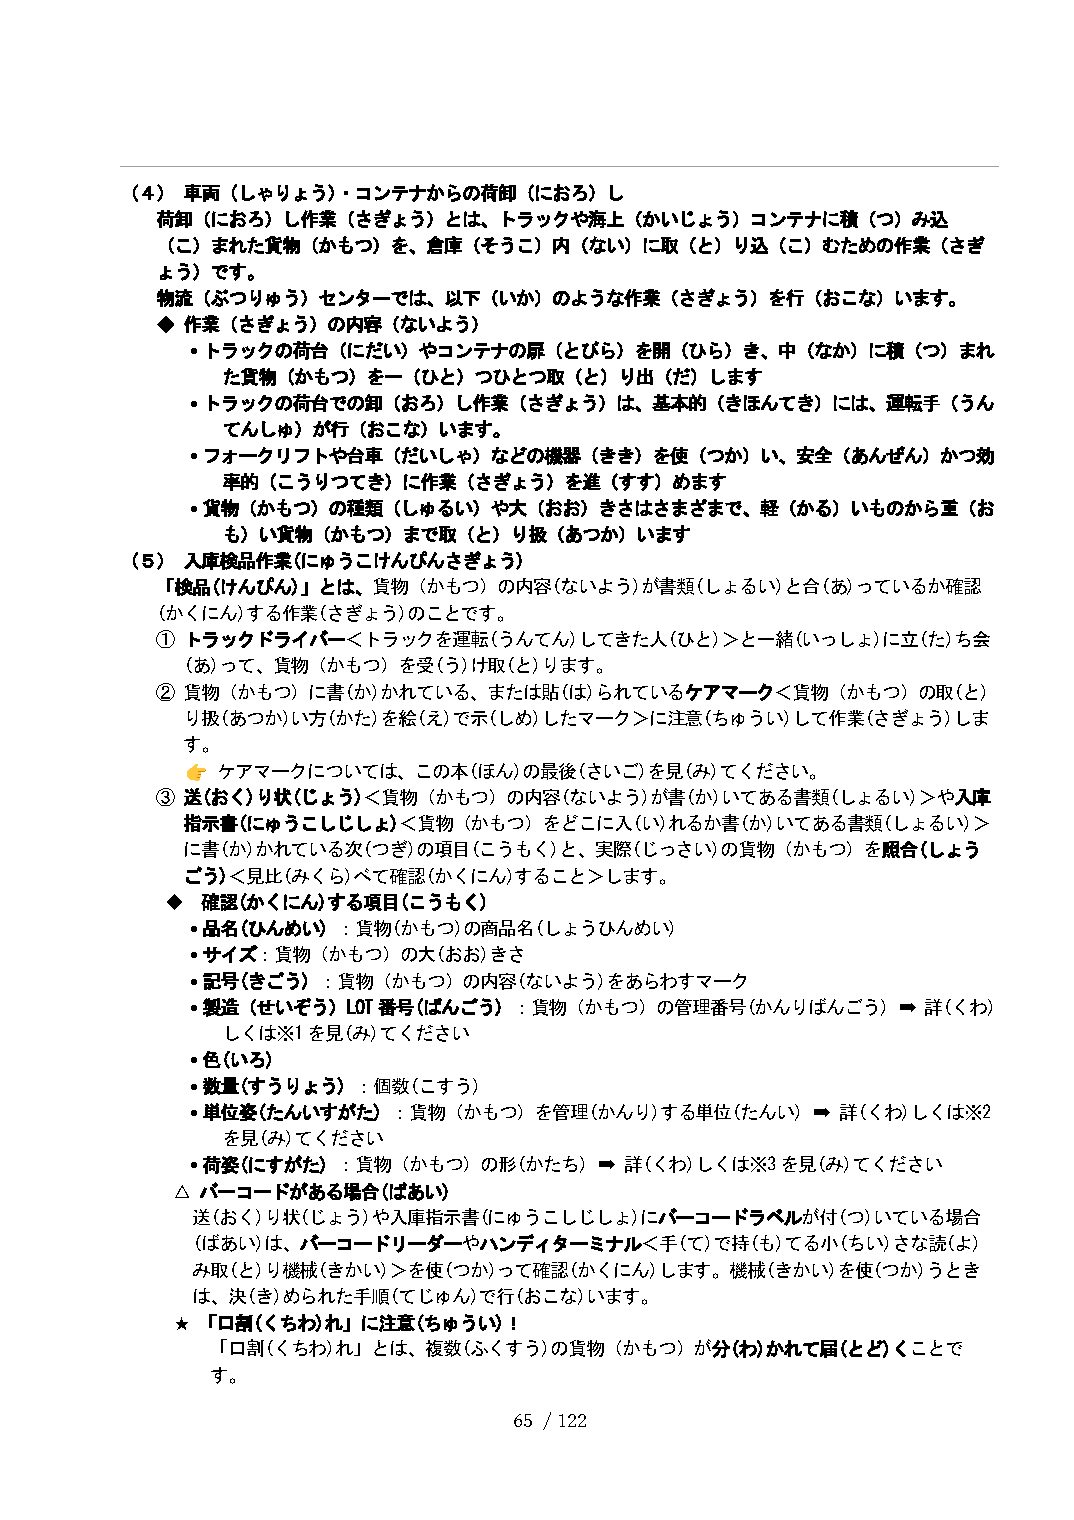 （４） 車両（しゃりょう）・コンテナからの荷卸（におろ）し
荷卸（におろ）し作業（さぎょう）とは、トラックや海上（かいじょう）コンテナに積（つ）み込
（こ）まれた貨物（かもつ）を、倉庫（そうこ）内（ない）に取（と）り込（こ）むための作業（さぎ
ょう）です。
物流（ぶつりゅう）センターでは、以下（いか）のような作業（さぎょう）を行（おこな）います。
◆ 作業（さぎょう）の内容（ないよう）
• トラックの荷台（にだい）やコンテナの扉（とびら）を開（ひら）き、中（なか）に積（つ）まれ
た貨物（かもつ）を一（ひと）つひとつ取（と）り出（だ）します
• トラックの荷台での卸（おろ）し作業（さぎょう）は、基本的（きほんてき）には、運転手（うん
てんしゅ）が行（おこな）います。
• フォークリフトや台車（だいしゃ）などの機器（きき）を使（つか）い、安全（あんぜん）かつ効
率的（こうりつてき）に作業（さぎょう）を進（すす）めます
• 貨物（かもつ）の種類（しゅるい）や大（おお）きさはさまざまで、軽（かる）いものから重（お
も）い貨物（かもつ）まで取（と）り扱（あつか）います
（５） 入庫検品作業(にゅうこけんぴんさぎょう)
「検品(けんぴん)」とは、貨物（かもつ）の内容(ないよう)が書類(しょるい)と合(あ)っているか確認
(かくにん)する作業(さぎょう)のことです。
① トラックドライバー＜トラックを運転(うんてん)してきた人(ひと)＞と一緒(いっしょ)に立(た)ち会
(あ)って、貨物（かもつ）を受(う)け取(と)ります。
② 貨物（かもつ）に書(か)かれている、または貼(は)られているケアマーク＜貨物（かもつ）の取(と)
り扱(あつか)い方(かた)を絵(え)で示(しめ)したマーク＞に注意(ちゅうい)して作業(さぎょう)しま
す。
👉 ケアマークについては、この本(ほん)の最後(さいご)を見(み)てください。
③ 送(おく)り状(じょう)＜貨物（かもつ）の内容(ないよう)が書(か)いてある書類(しょるい)＞や入庫
指示書(にゅうこしじしょ)＜貨物（かもつ）をどこに入(い)れるか書(か)いてある書類(しょるい)＞
に書(か)かれている次(つぎ)の項目(こうもく)と、実際(じっさい)の貨物（かもつ）を照合(しょう
ごう)＜見比(みくら)べて確認(かくにん)すること＞します。
◆ 確認(かくにん)する項目(こうもく)
• 品名(ひんめい)：貨物(かもつ)の商品名(しょうひんめい)
• サイズ：貨物（かもつ）の大(おお)きさ
• 記号(きごう)：貨物（かもつ）の内容(ないよう)をあらわすマーク
• 製造（せいぞう）LOT 番号(ばんごう)：貨物（かもつ）の管理番号(かんりばんごう) ➡ 詳(くわ)
しくは※1 を見(み)てください
• 色(いろ)
• 数量(すうりょう)：個数(こすう)
• 単位姿(たんいすがた)：貨物（かもつ）を管理(かんり)する単位(たんい) ➡ 詳(くわ)しくは※2
を見(み)てください
• 荷姿(にすがた)：貨物（かもつ）の形(かたち) ➡ 詳(くわ)しくは※3 を見(み)てください
△ バーコードがある場合(ばあい)
送(おく)り状(じょう)や入庫指示書(にゅうこしじしょ)にバーコードラベルが付(つ)いている場合
(ばあい)は、バーコードリーダーやハンディターミナル＜手(て)で持(も)てる小(ちい)さな読(よ)
み取(と)り機械(きかい)＞を使(つか)って確認(かくにん)します。機械(きかい)を使(つか)うとき
は、決(き)められた手順(てじゅん)で行(おこな)います。
★ 「口割(くちわ)れ」に注意(ちゅうい)！
「口割(くちわ)れ」とは、複数(ふくすう)の貨物（かもつ）が分(わ)かれて届(とど)くことで
す。
65 / 122